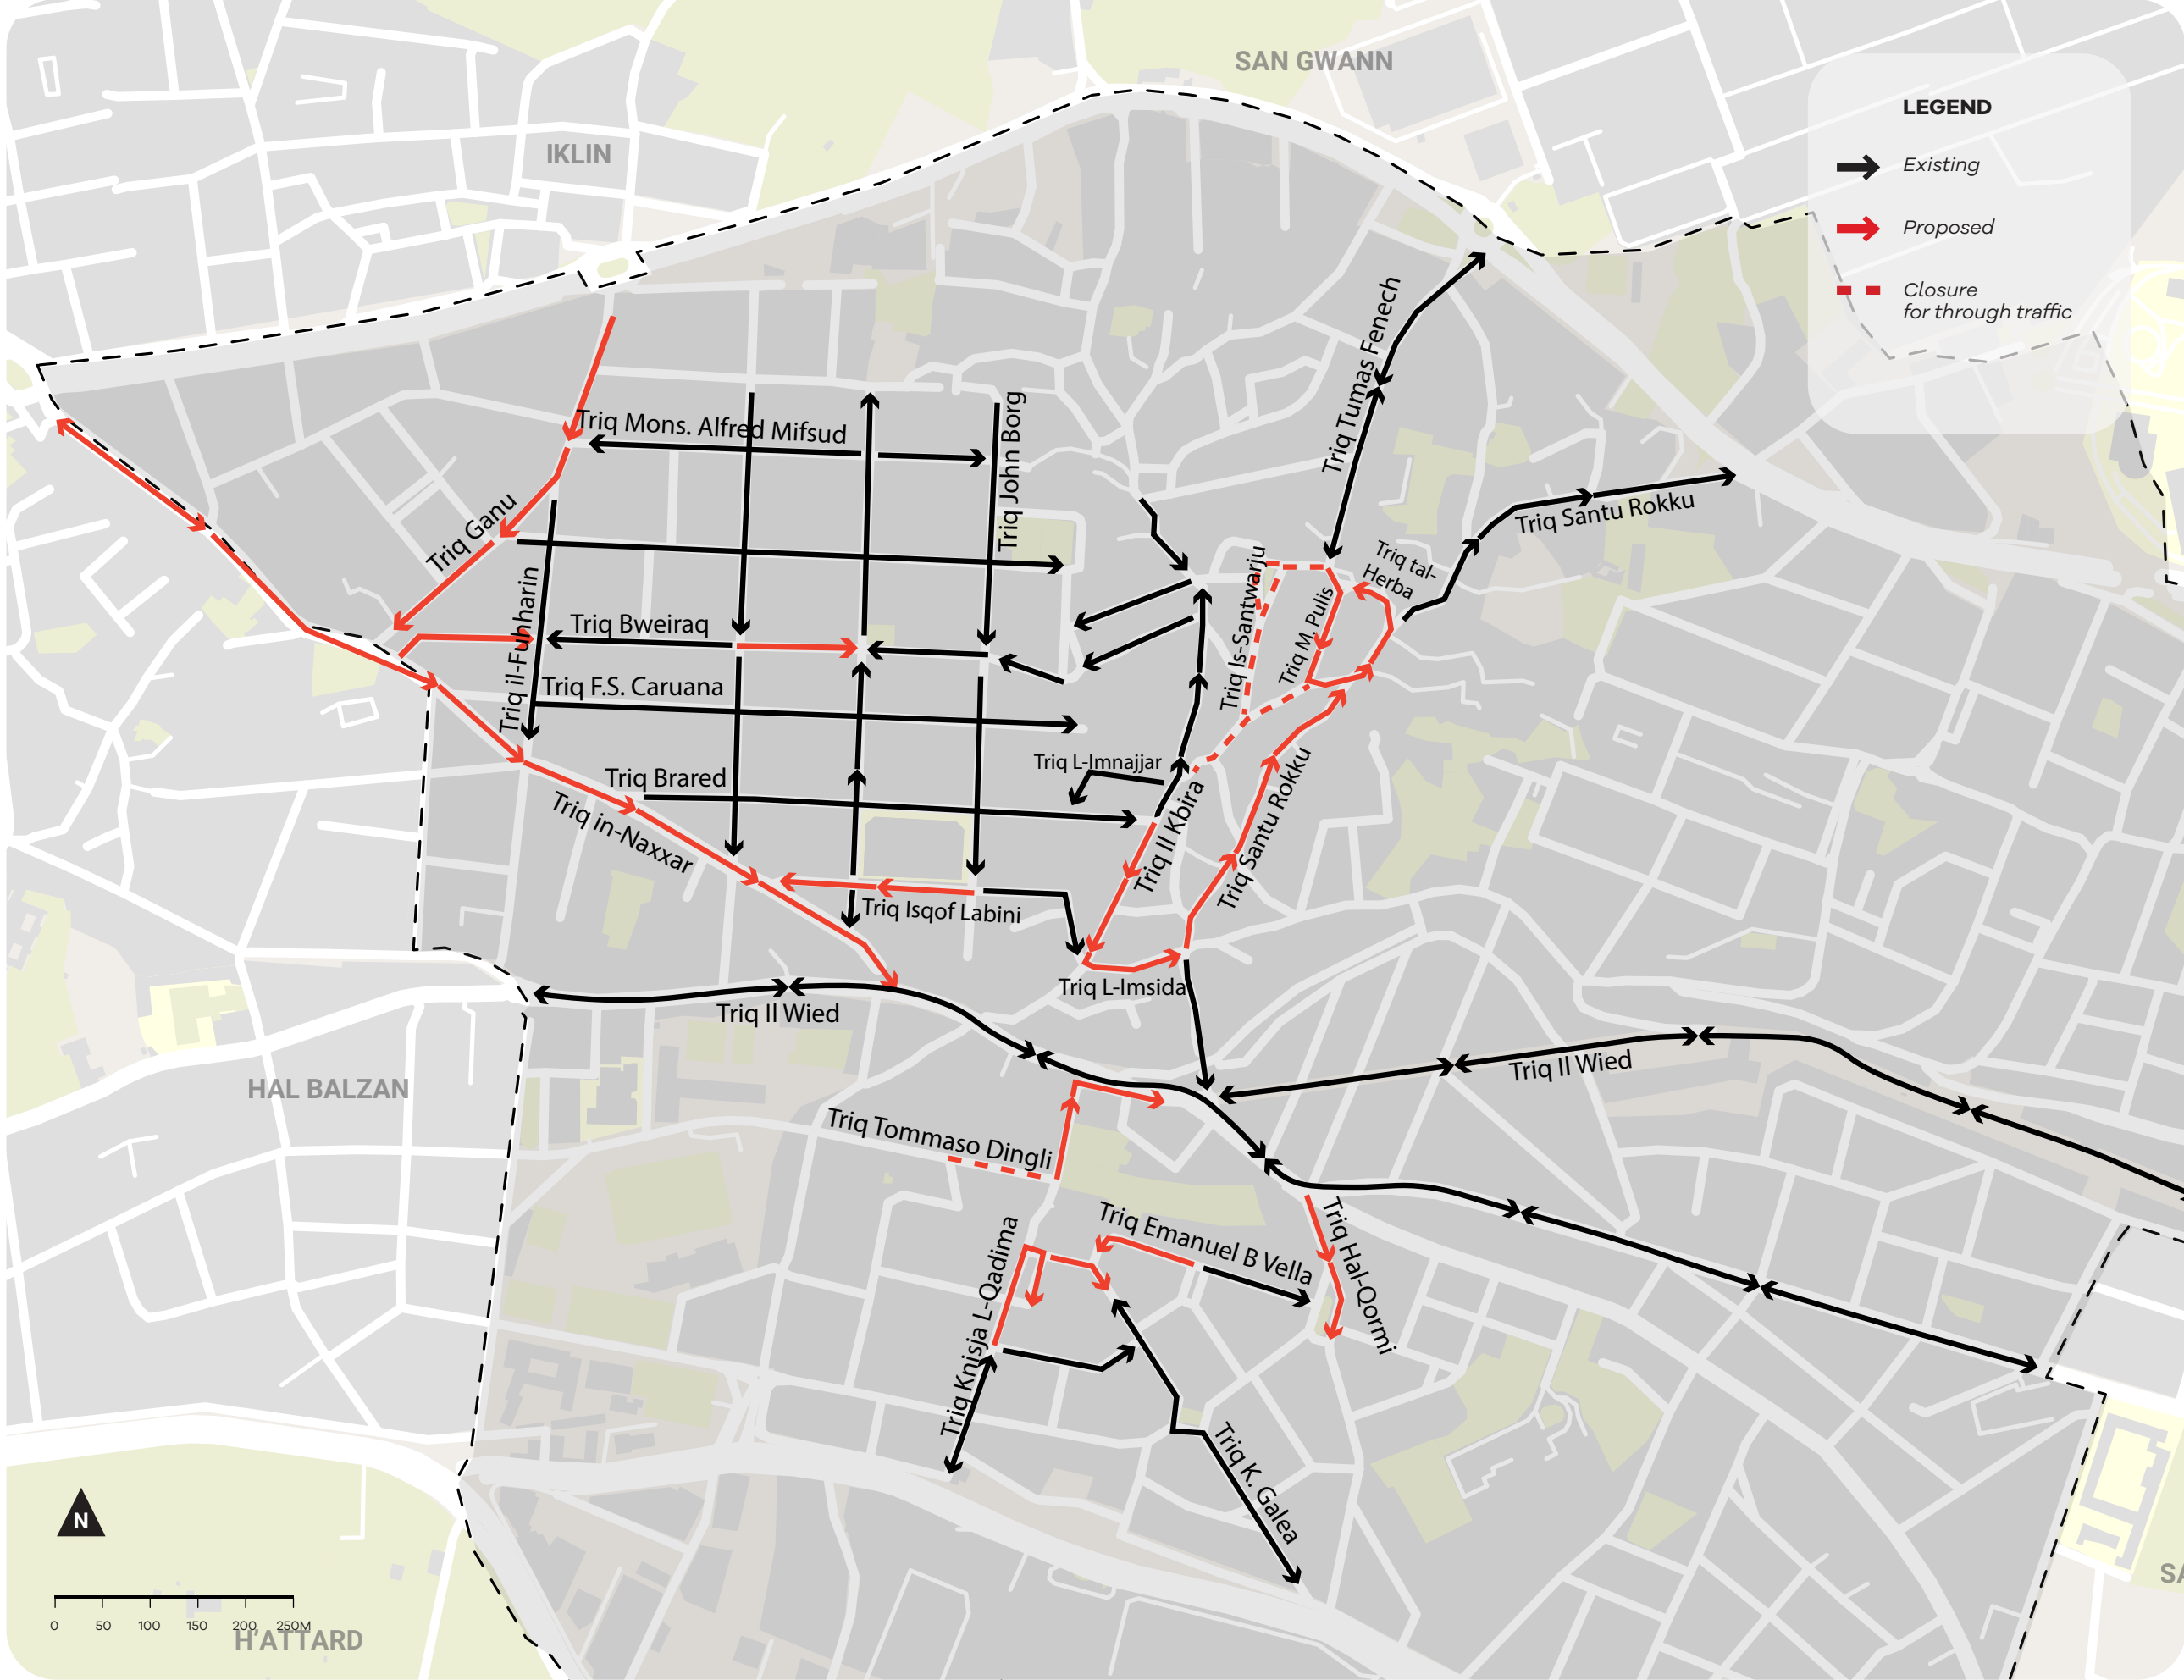 SAN GWANN
LEGEND
Existing
Proposed
Closure
for through traffic
IKLIN
Triq Tumas Fenech
Triq Mons. Alfred Mifsud
Triq John Borg
Triq Santu Rokku
Triq Ganu
Triq tal-
Herba
Triq Is-Santwarju
Triq M. Pulis
Triq il-Fuhharin
Triq Bweiraq
Triq F.S. Caruana
Triq L-Imnajjar
Triq Brared
Triq in-Naxxar
Triq Il Kbira
Triq Santu Rokku
Triq Isqof Labini
Triq L-Imsida
Triq Il Wied
Triq Il Wied
HAL BALZAN
Triq Tommaso Dingli
Triq Emanuel B Vella
Triq Hal-Qormi
Triq Knisja L-Qadima
Triq K. Galea
N
0 50 100 150 200 250M
H'ATTARD
SA